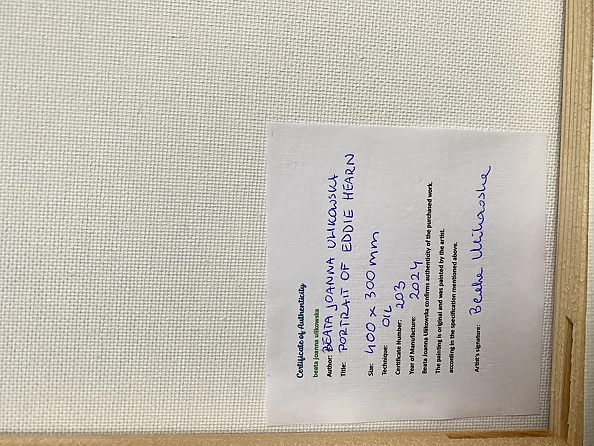 Certificate of Authenticity
beata joanna ulikowska
Author: BEATA JOANNA ULIKOWSKA
Title: PORTRAIT OF EDDIE HEARN
Size: 400 x 300 mm
Technique: OIL
Certificate Number: 203
Year of Manufacture: 2024
Beata Joanna Ulikowska confirms authenticity of the purchased work.
The painting is original and was painted by the artist.
according in the specification mentioned above.
Artist's signature: Beata Ulikowska